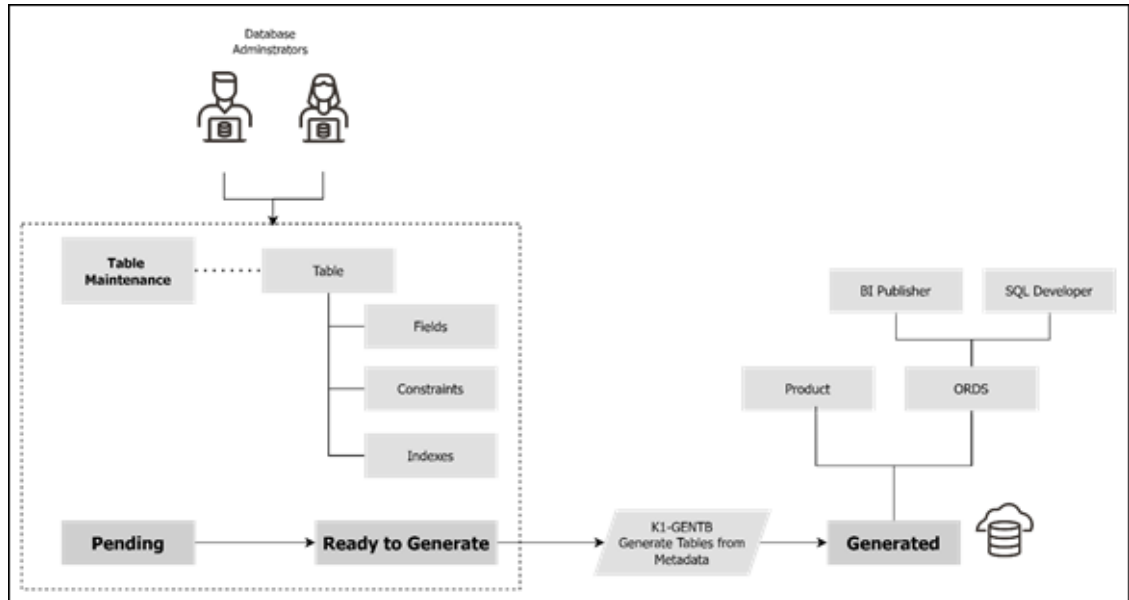 Database
Adminstrators
Table
Maintenance
Table
Fields
Constraints
Indexes
BI Publisher
SQL Developer
Product
ORDS
Pending
Ready to Generate
K1-GENTB
Generate Tables from
Metadata
Generated